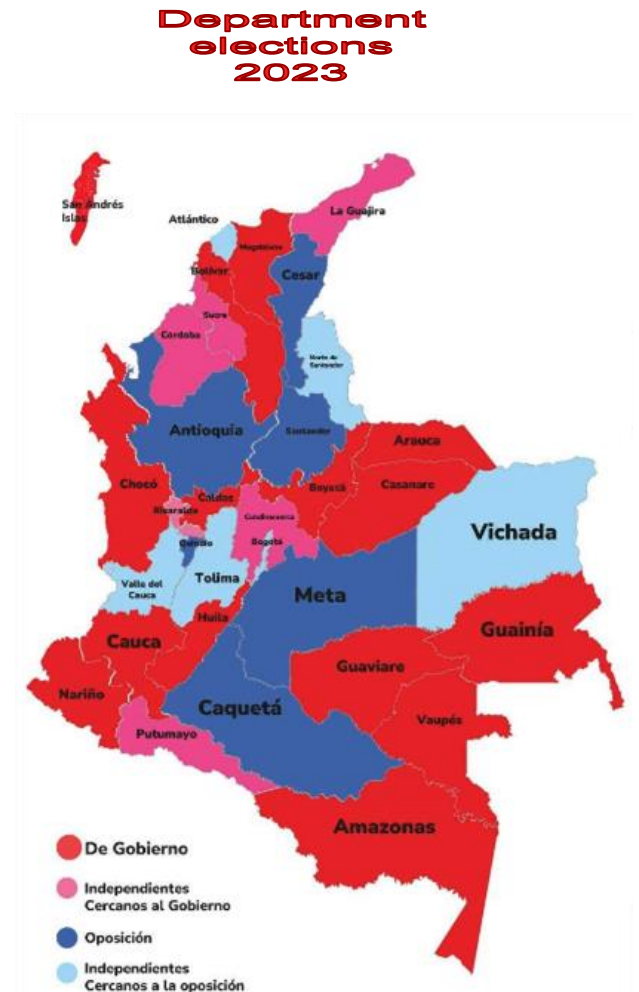 Department
elections
2023
San Andrés
Islas
Atlántico
La Guajira
Magdalena
Bolívar
Cesar
Sucre
Córdoba
Norte de
Santander
Antioquia
Santander
Arauca
Chocó
Caldas
Boyacá
Casanare
Risaralda
Cundinamarca
Quindío
Bogotá
Vichada
Valle del
Cauca
Tolima
Meta
Huila
Cauca
Guainía
Guaviare
Nariño
Caquetá
Vaupés
Putumayo
Amazonas
De Gobierno
Independientes
Cercanos al Gobierno
Oposición
Independientes
Cercanos a la oposición